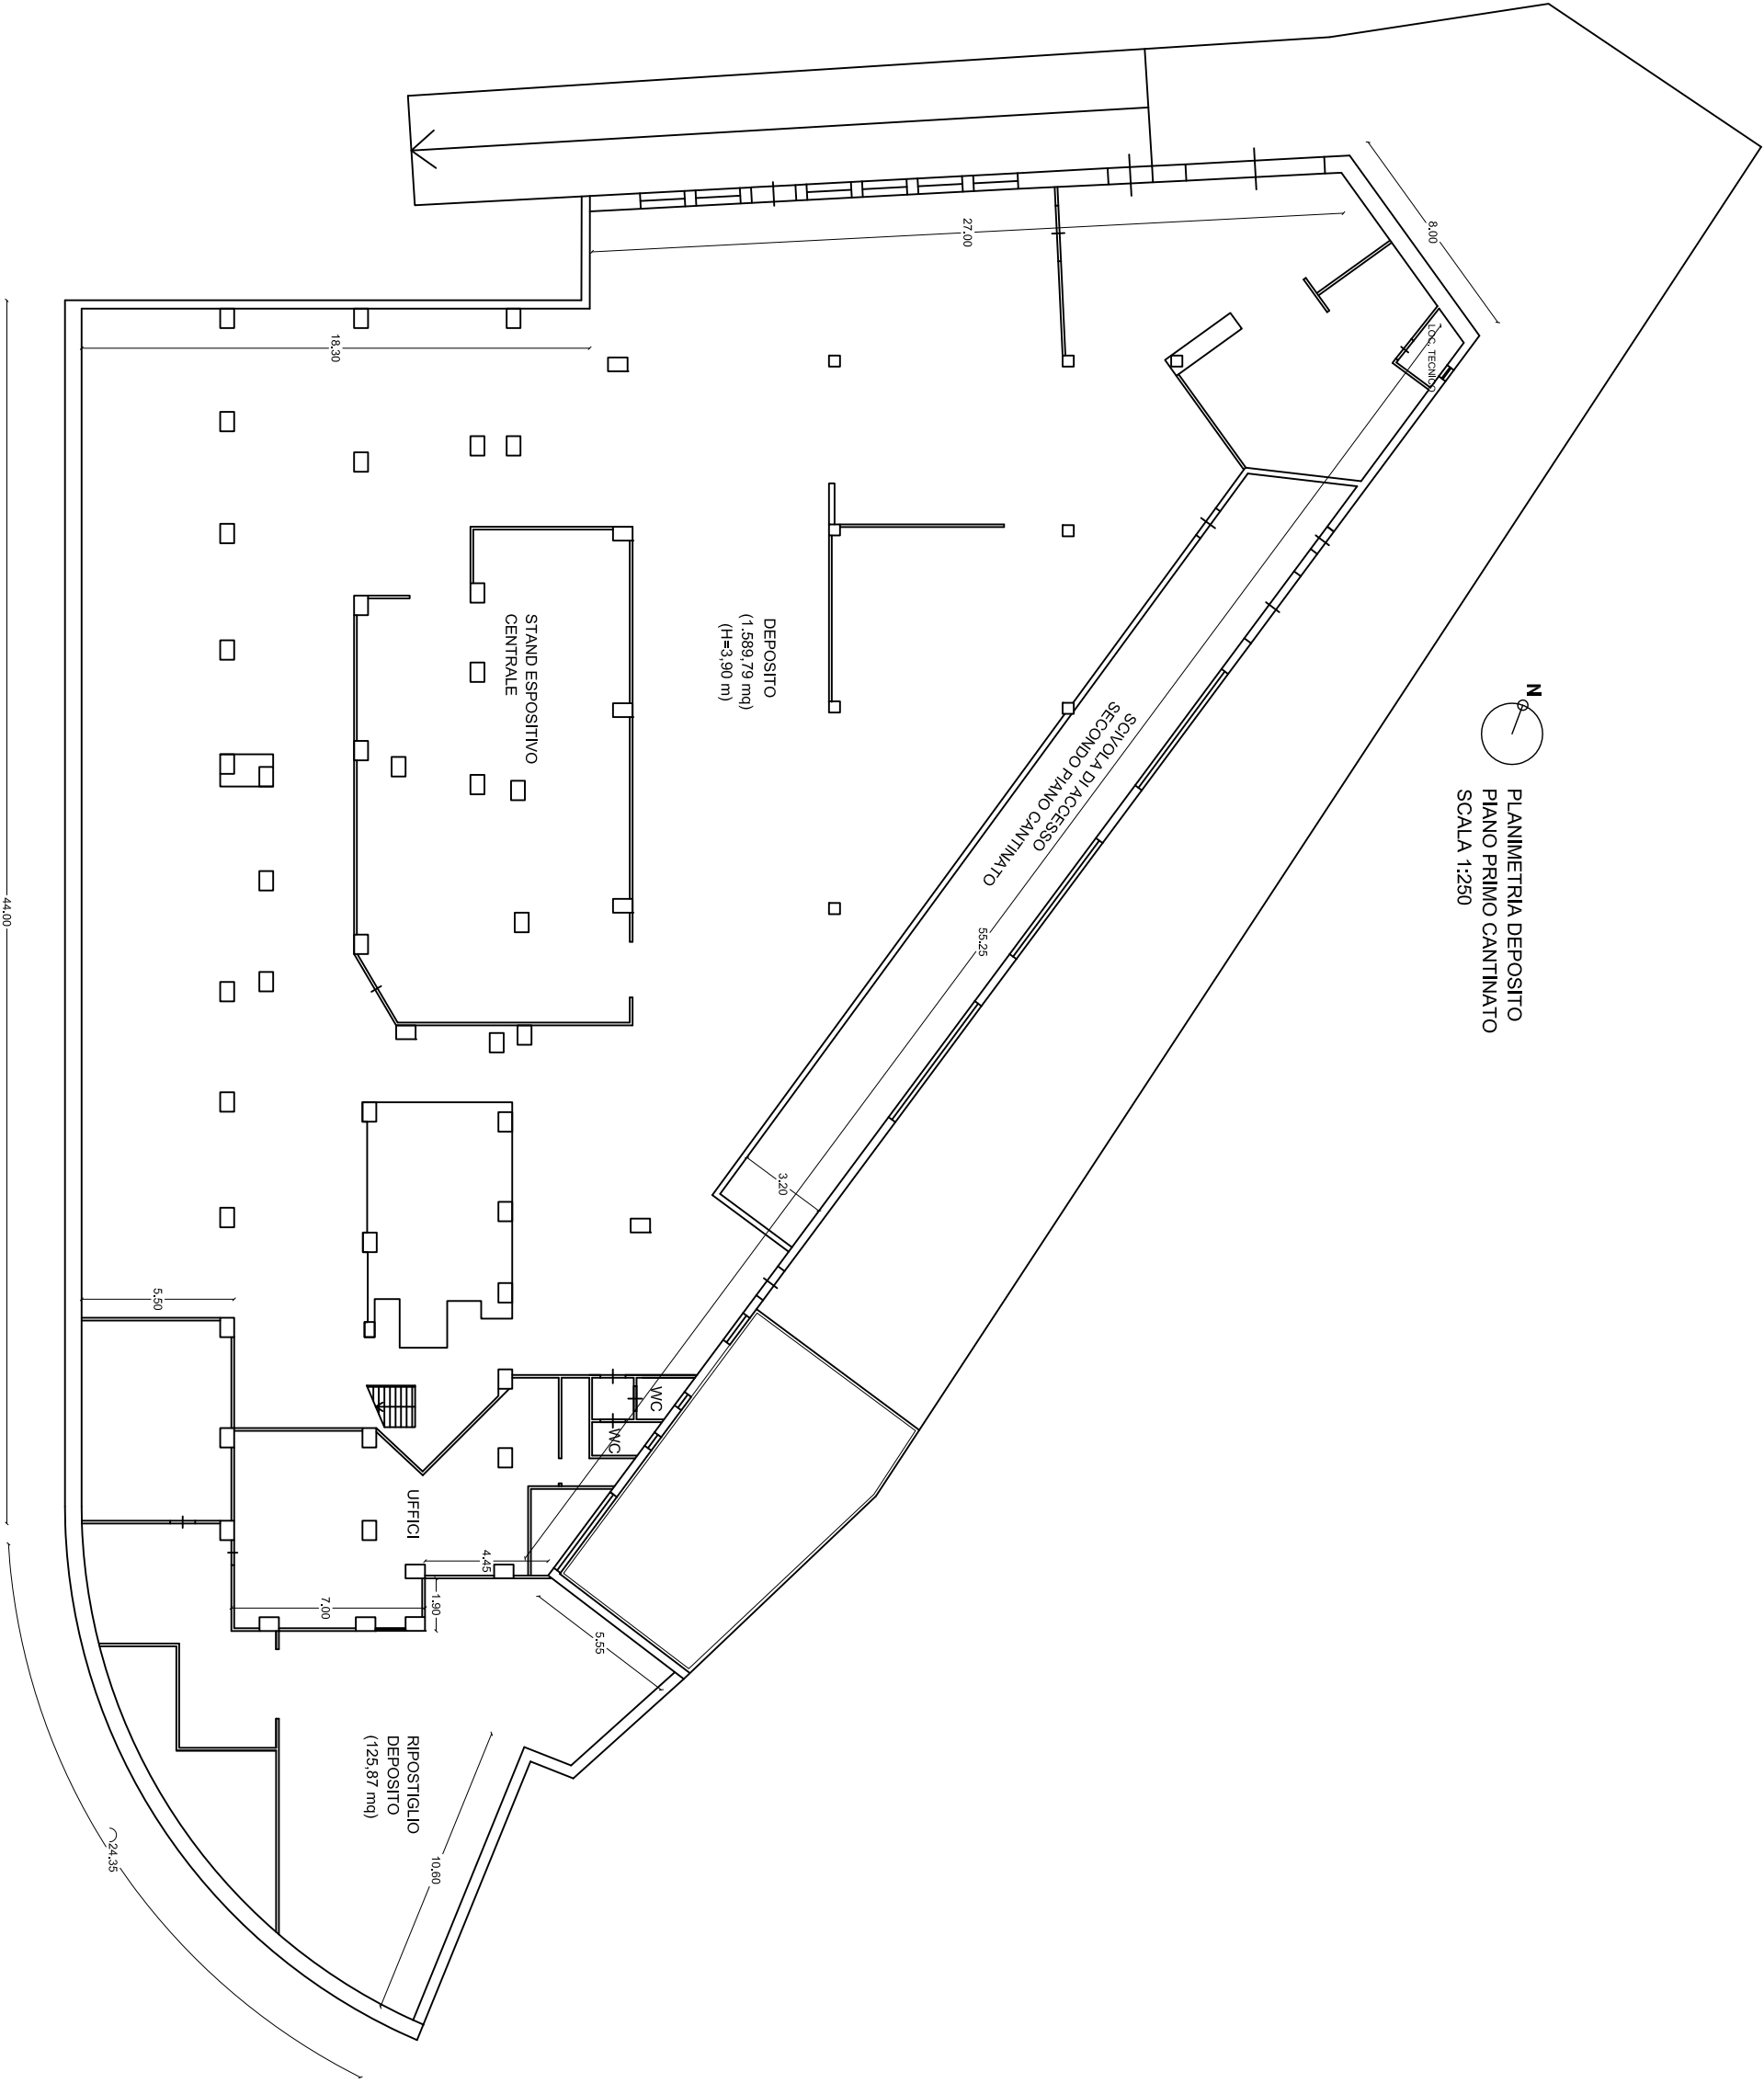 N
PLANIMETRIA DEPOSITO
PIANO PRIMO CANTINATO
SCALA 1:250
8.00
LOC. TECNICO
27.00
18.30
DEPOSITO
(1.589,79 mq)
(H=3,90 m)
STAND ESPOSITIVO
CENTRALE
SCIVOLA DI ACCESSO
SECONDO PIANO CANTINATO
55.25
44.00
3.20
5.50
WC
WC
UFFICI
4.45
1.90
7.00
5.55
RIPOSTIGLIO
DEPOSITO
(125,87 mq)
10.60
24.35